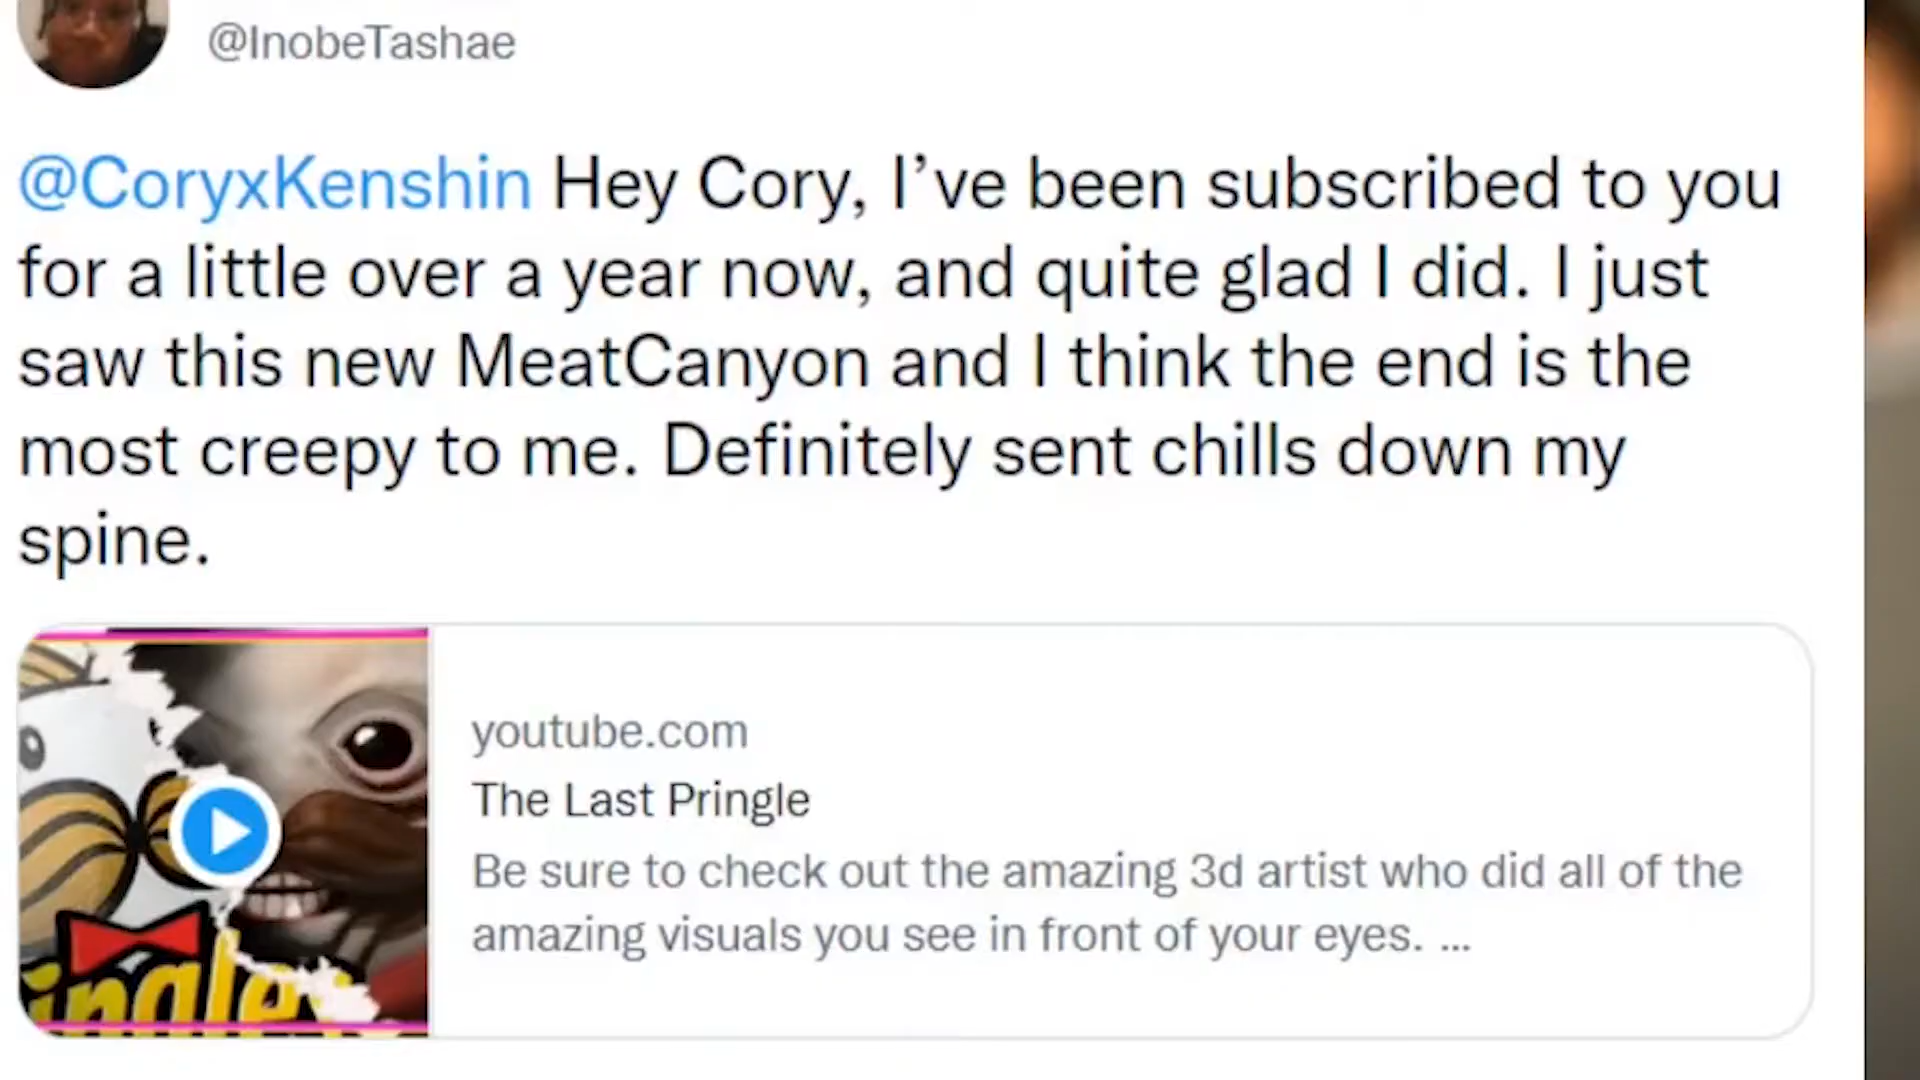 @InobeTashae
@CoryxKenshin Hey Cory, I’ve been subscribed to you
for a little over a year now, and quite glad I did. I just
saw this new MeatCanyon and I think the end is the
most creepy to me. Definitely sent chills down my
spine.
youtube.com
The Last Pringle
Be sure to check out the amazing 3d artist who did all of the
amazing visuals you see in front of your eyes. ...
ingles